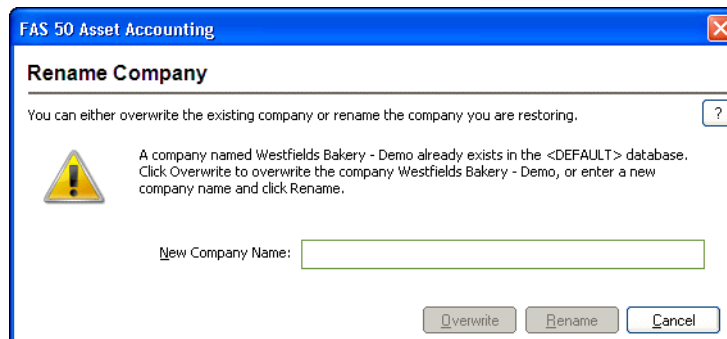 FAS 50 Asset Accounting
Rename Company
You can either overwrite the existing company or rename the company you are restoring.
?
A company named Westfields Bakery - Demo already exists in the <DEFAULT> database.
Click Overwrite to overwrite the company Westfields Bakery - Demo, or enter a new
company name and click Rename.
New Company Name:
Overwrite Rename Cancel